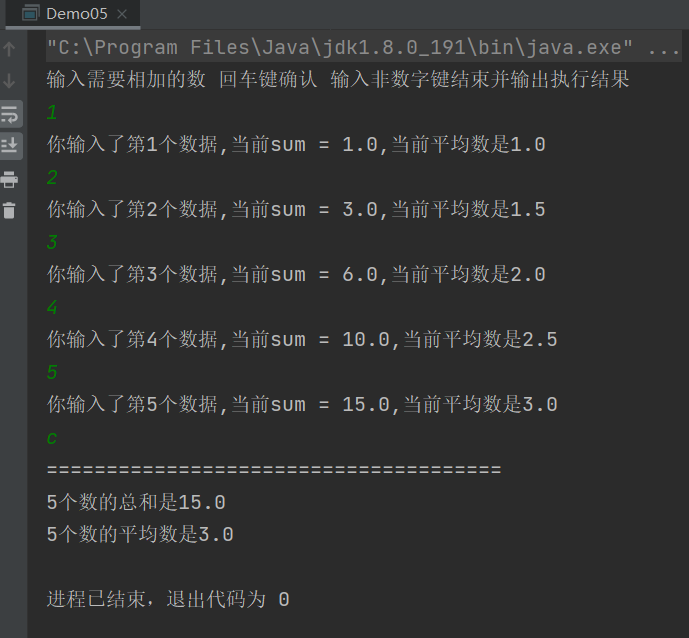 Demo05
"C:\Program Files\Java\jdk1.8.0_191\bin\java.exe" ...
输入需要相加的数 回车键确认 输入非数字键结束并输出执行结果
1
你输入了第1个数据,当前sum = 1.0,当前平均数是1.0
2
你输入了第2个数据,当前sum = 3.0,当前平均数是1.5
3
你输入了第3个数据,当前sum = 6.0,当前平均数是2.0
4
你输入了第4个数据,当前sum = 10.0,当前平均数是2.5
5
你输入了第5个数据,当前sum = 15.0,当前平均数是3.0
c
======================================
5个数的总和是15.0
5个数的平均数是3.0
进程已结束，退出代码为 0